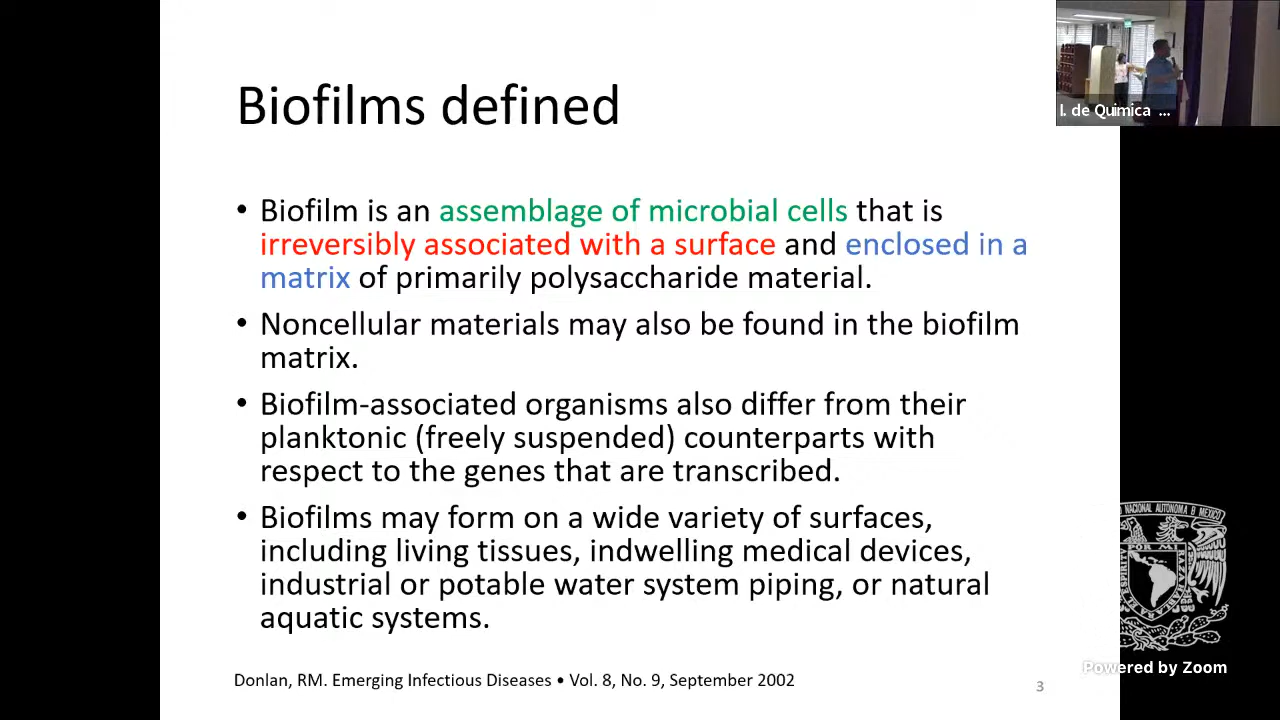 Biofilms defined
• Biofilm is an assemblage of microbial cells that is
irreversibly associated with a surface and enclosed in a
matrix of primarily polysaccharide material.
• Noncellular materials may also be found in the biofilm
matrix.
• Biofilm-associated organisms also differ from their
planktonic (freely suspended) counterparts with
respect to the genes that are transcribed.
• Biofilms may form on a wide variety of surfaces,
including living tissues, indwelling medical devices,
industrial or potable water system piping, or natural
aquatic systems.
Donlan, RM. Emerging Infectious Diseases • Vol. 8, No. 9, September 2002
3
I. de Quimica ...
NACIONAL AUTONOMA
Powered by Zoom